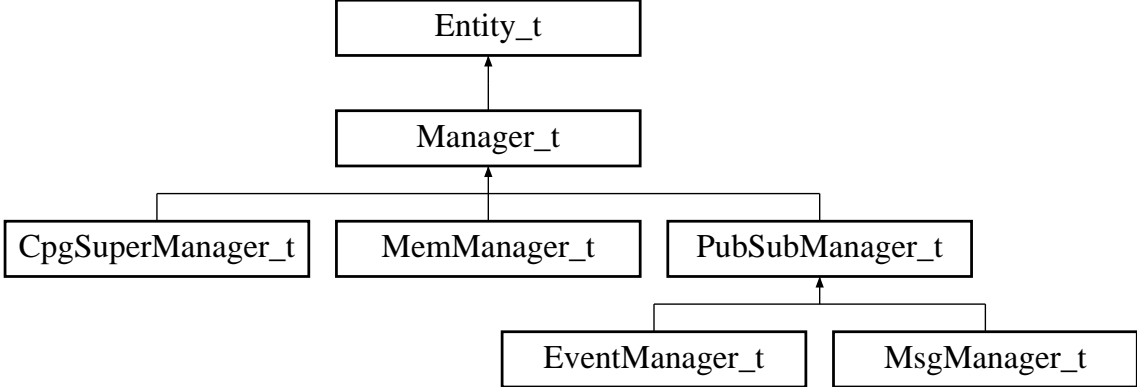 Entity_t
Manager_t
CpgSuperManager_t
MemManager_t
PubSubManager_t
EventManager_t
MsgManager_t